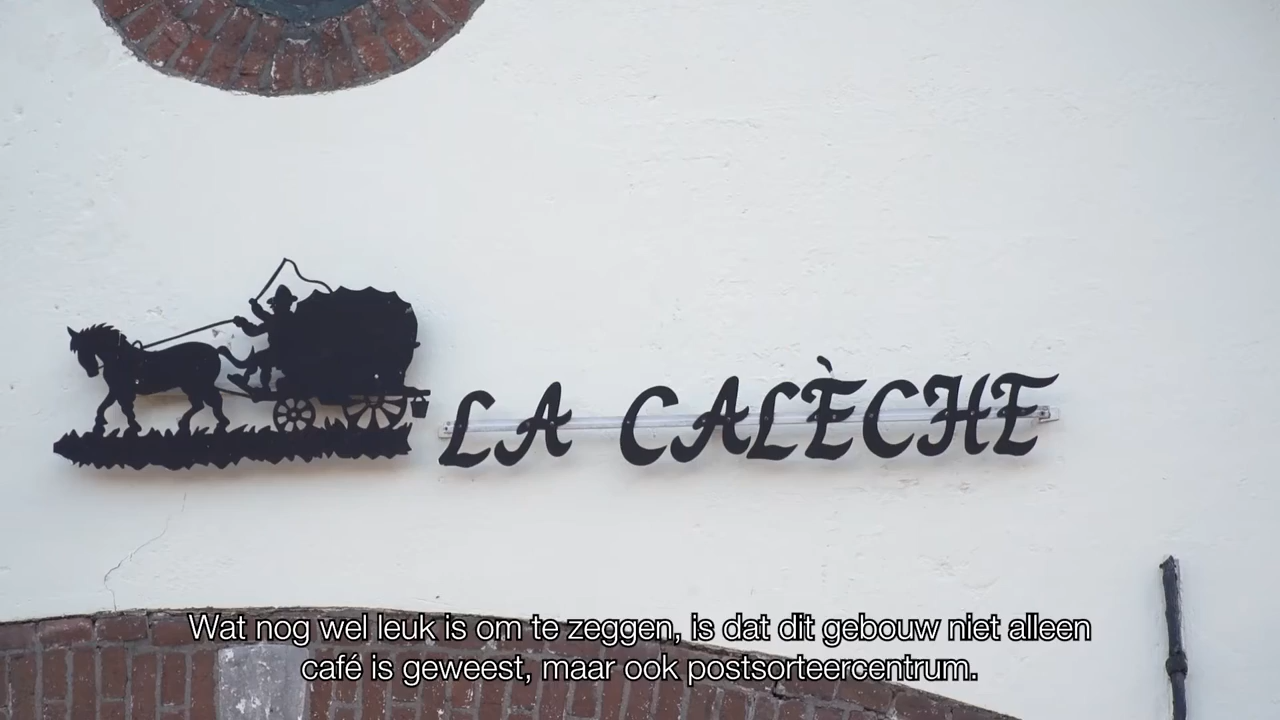 LA CALÈCHE
Wat nog wel leuk is om te zeggen, is dat dit gebouw niet alleen
café is geweest, maar ook postsorteercentrum.